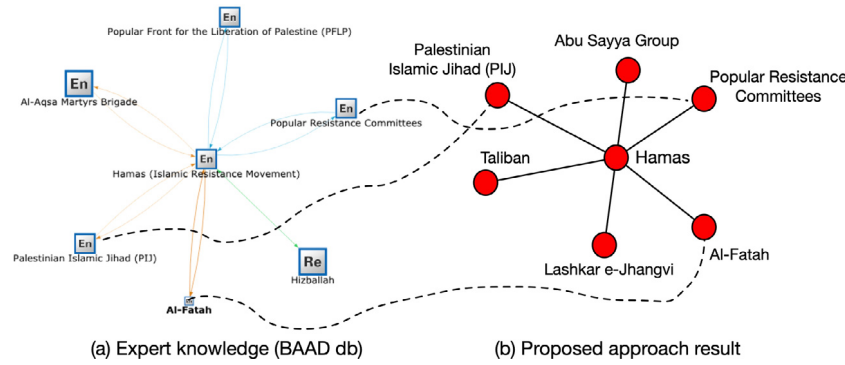 En
Popular Front for the Liberation of Palestine (PFLP)
En
Al-Aqsa Martyrs Brigade
En
Popular Resistance Committees
En
Hamas (Islamic Resistance Movement)
En
Palestinian Islamic Jihad (PIJ)
Re
Hizballah
Al-Fatah
(a) Expert knowledge (BAAD db)
Palestinian
Islamic Jihad (PIJ)
Abu Sayya Group
Popular Resistance
Committees
Taliban
Hamas
Lashkar e-Jhangvi
Al-Fatah
(b) Proposed approach result